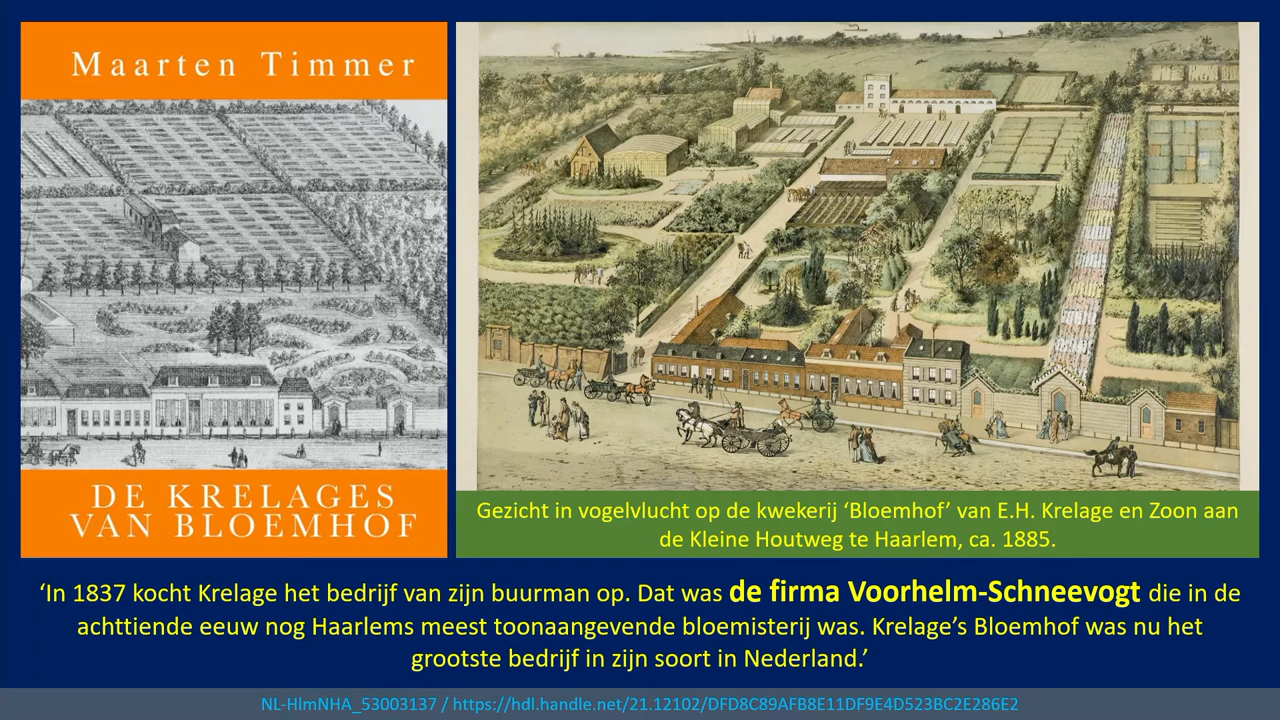 Maarten Timmer
DE KRELAGES
VAN BLOEMHOF
Gezicht in vogelvlucht op de kwekerij ‘Bloemhof’ van E.H. Krelage en Zoon aan
de Kleine Houtweg te Haarlem, ca. 1885.
‘In 1837 kocht Krelage het bedrijf van zijn buurman op. Dat was de firma Voorhelm-Schneevogt die in de
achttiende eeuw nog Haarlems meest toonaangevende bloemisterij was. Krelage’s Bloemhof was nu het
grootste bedrijf in zijn soort in Nederland.’
NL-HlmNHA_53003137 / https://hdl.handle.net/21.12102/DFD8C89AFB8E11DF9E4D523BC2E286E2